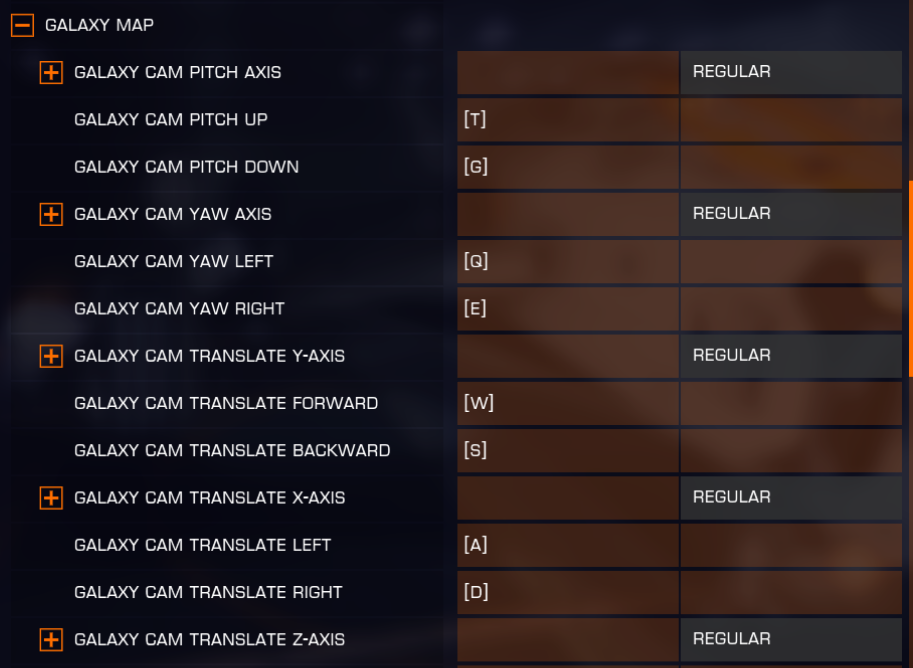 GALAXY MAP
GALAXY CAM PITCH AXIS REGULAR
GALAXY CAM PITCH UP [T]
GALAXY CAM PITCH DOWN [G]
GALAXY CAM YAW AXIS REGULAR
GALAXY CAM YAW LEFT [Q]
GALAXY CAM YAW RIGHT [E]
GALAXY CAM TRANSLATE Y-AXIS REGULAR
GALAXY CAM TRANSLATE FORWARD [W]
GALAXY CAM TRANSLATE BACKWARD [S]
GALAXY CAM TRANSLATE X-AXIS REGULAR
GALAXY CAM TRANSLATE LEFT [A]
GALAXY CAM TRANSLATE RIGHT [D]
GALAXY CAM TRANSLATE Z-AXIS REGULAR